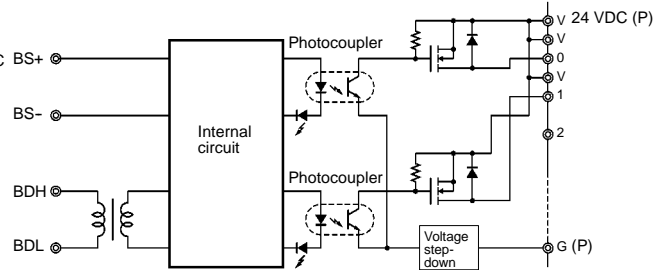 24 VDC (P)
V
V
0
V
1
2
G (P)
C
BS+
BS−
BDH
BDL
Internal
circuit
Photocoupler
Photocoupler
Voltage
step-
down